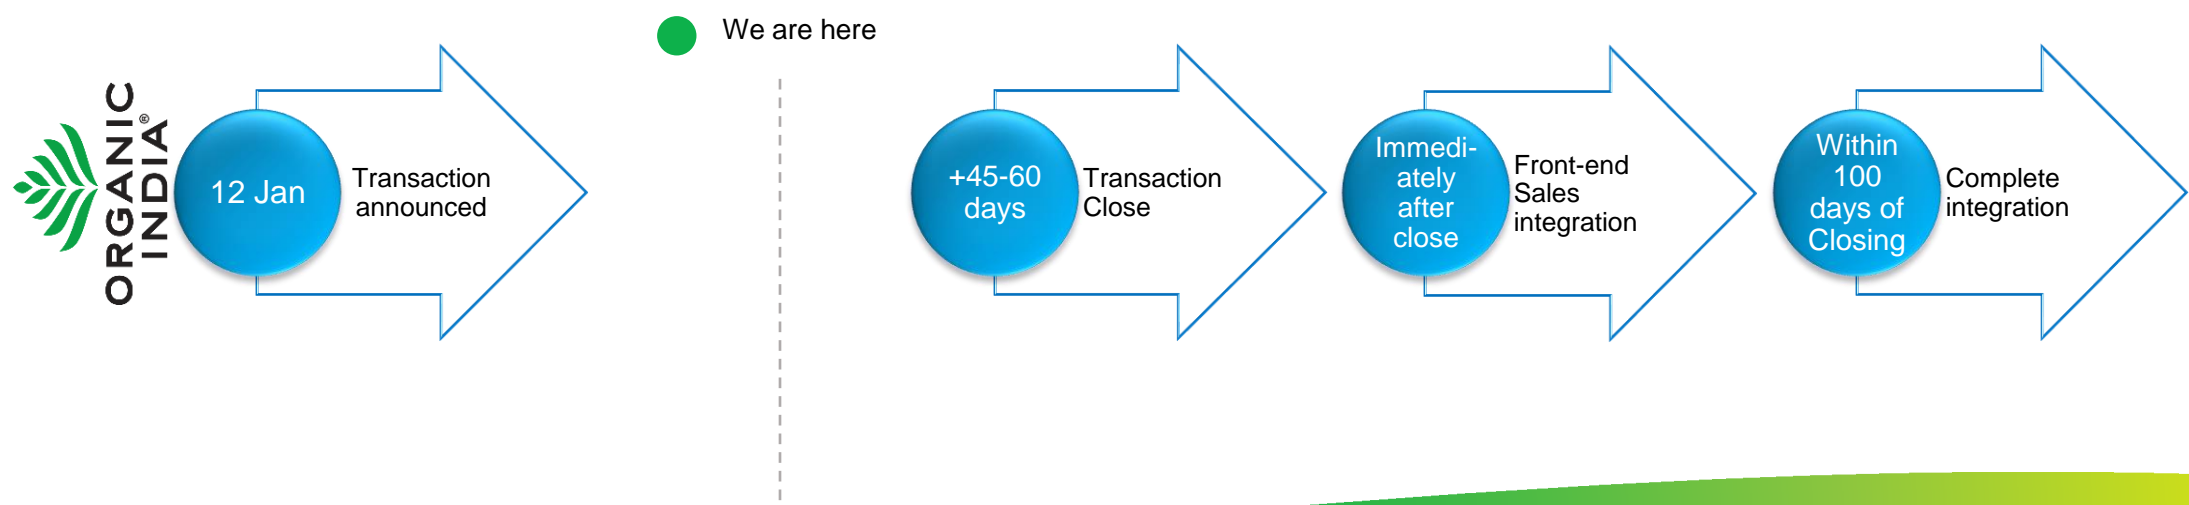 We are here
ORGANIC
INDIA®
12 Jan
Transaction
announced
+45-60
days
Transaction
Close
Immedi-
ately
after
close
Front-end
Sales
integration
Within
100
days of
Closing
Complete
integration